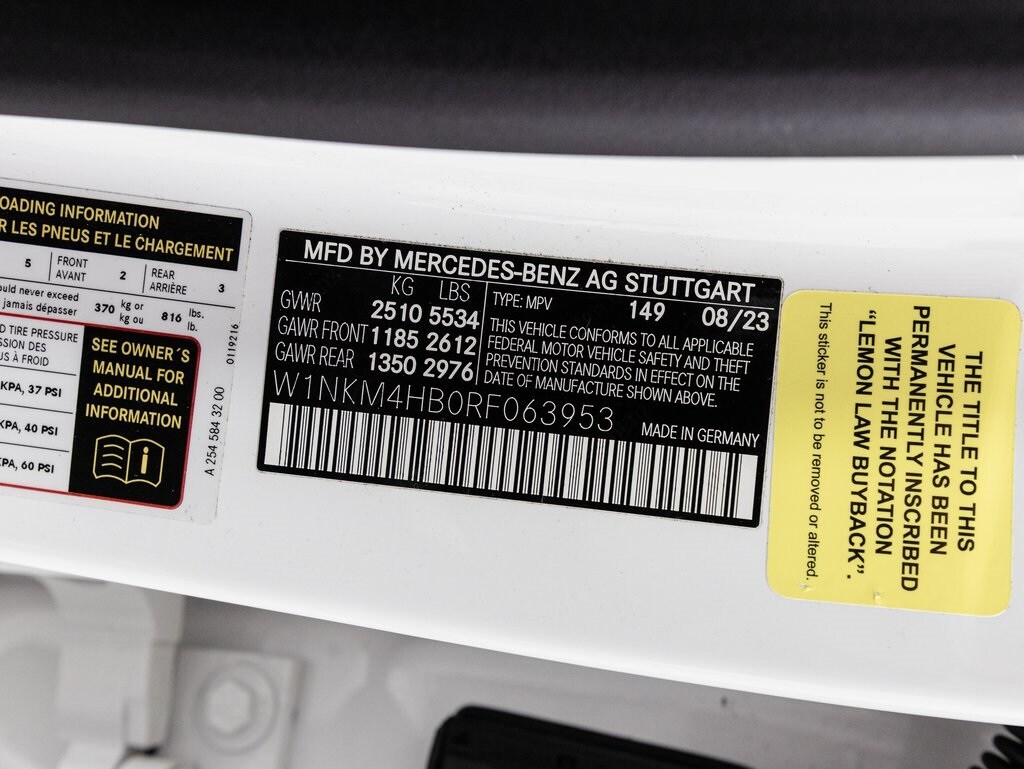 OADING INFORMATION
R LES PNEUS ET LE CHARGEMENT
5 FRONT AVANT 2 REAR ARRIÈRE 3
ould never exceed
jamais dépasser 370 kg or kg ou 816 lbs. lb.
D TIRE PRESSURE
SSION DES
US À FROID
KPA, 37 PSI
KPA, 40 PSI
KPA, 60 PSI
SEE OWNER´S
MANUAL FOR
ADDITIONAL
INFORMATION
i
01192116
A 254 584 32 00
MFD BY MERCEDES-BENZ AG STUTTGART
KG LBS
GVWR 2510 5534
GAWR FRONT 1185 2612
GAWR REAR 1350 2976
TYPE: MPV 149 08/23
THIS VEHICLE CONFORMS TO ALL APPLICABLE
FEDERAL MOTOR VEHICLE SAFETY AND THEFT
PREVENTION STANDARDS IN EFFECT ON THE
DATE OF MANUFACTURE SHOWN ABOVE.
W1NKM4HB0RF063953
MADE IN GERMANY
THE TITLE TO THIS
VEHICLE HAS BEEN
PERMANENTLY INSCRIBED
WITH THE NOTATION
“LEMON LAW BUYBACK”.
This sticker is not to be removed or altered.